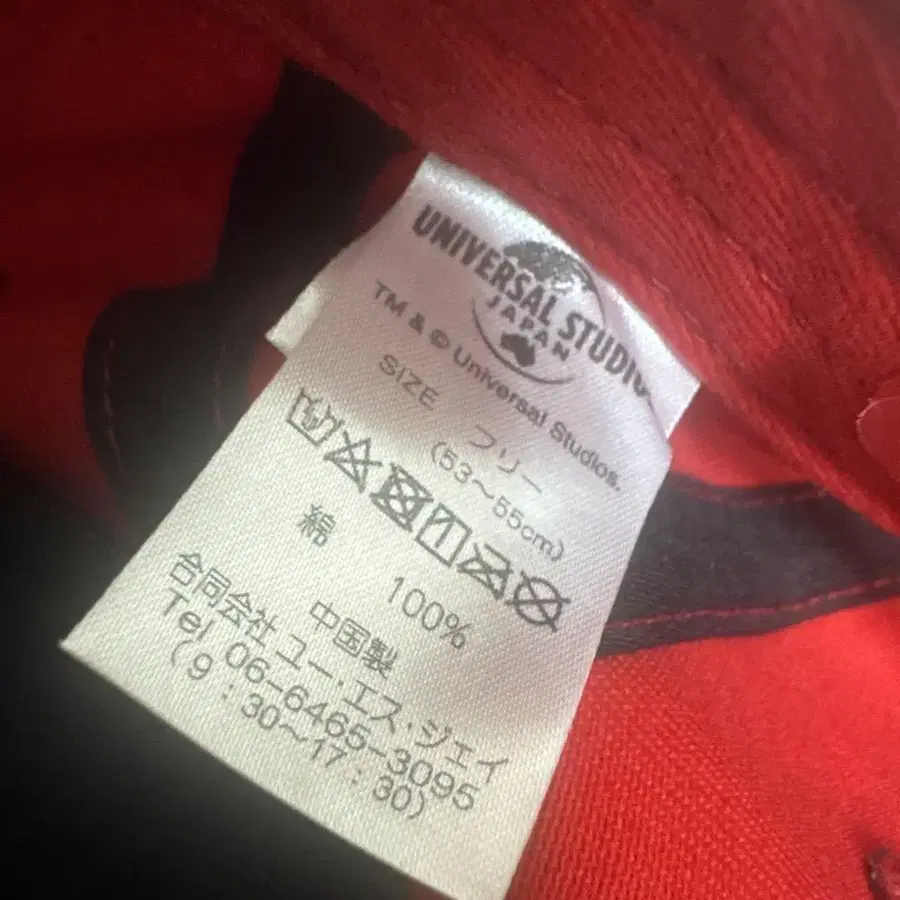 UNIVERSAL STUDIOS
JAPAN
TM & © Universal Studios.
SIZE フリー
(53〜55cm)
綿 100%
中国製
合同会社 ユー・エス・ジェイ
Tel 06-6465-3095
(9:30〜17:30)